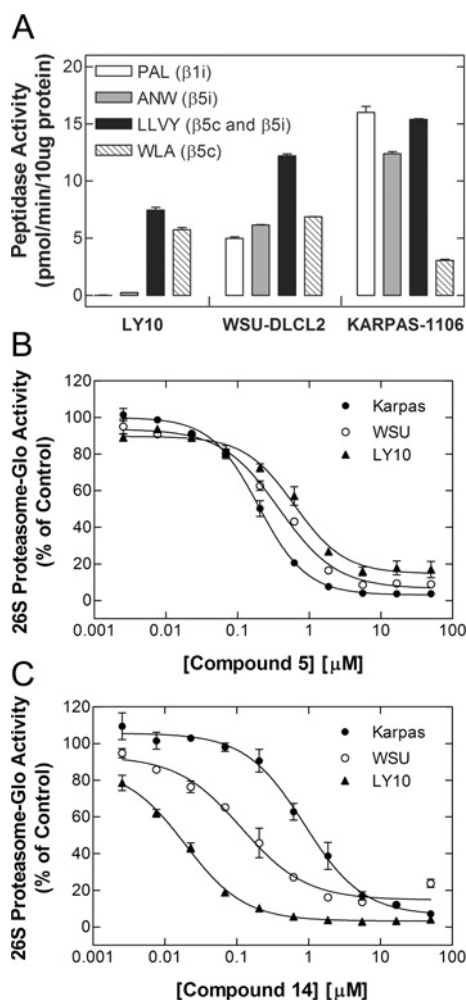 A
Peptidase Activity
(pmol/min/10ug protein)
20
15
10
5
0
PAL (β1i)
ANW (β5i)
LLVY (β5c and β5i)
WLA (β5c)
LY10
WSU-DLCL2
KARPAS-1106
B
26S Proteasome-Glo Activity
(% of Control)
120
100
80
60
40
20
0
Karpas
WSU
LY10
0.001
0.01
0.1
1
10
100
[Compound 5] [μM]
C
26S Proteasome-Glo Activity
(% of Control)
120
100
80
60
40
20
0
Karpas
WSU
LY10
0.001
0.01
0.1
1
10
100
[Compound 14] [μM]